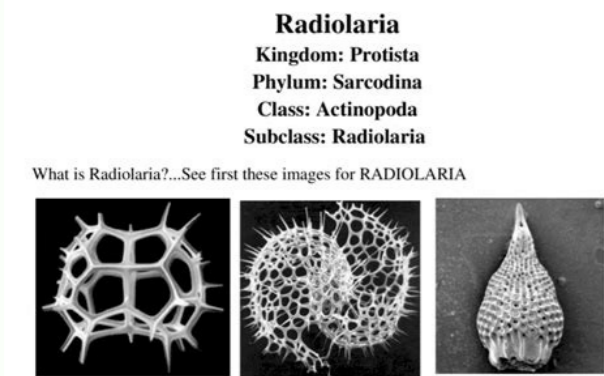 Radiolaria
Kingdom: Protista
Phylum: Sarcodina
Class: Actinopoda
Subclass: Radiolaria
What is Radiolaria?...See first these images for RADIOLARIA